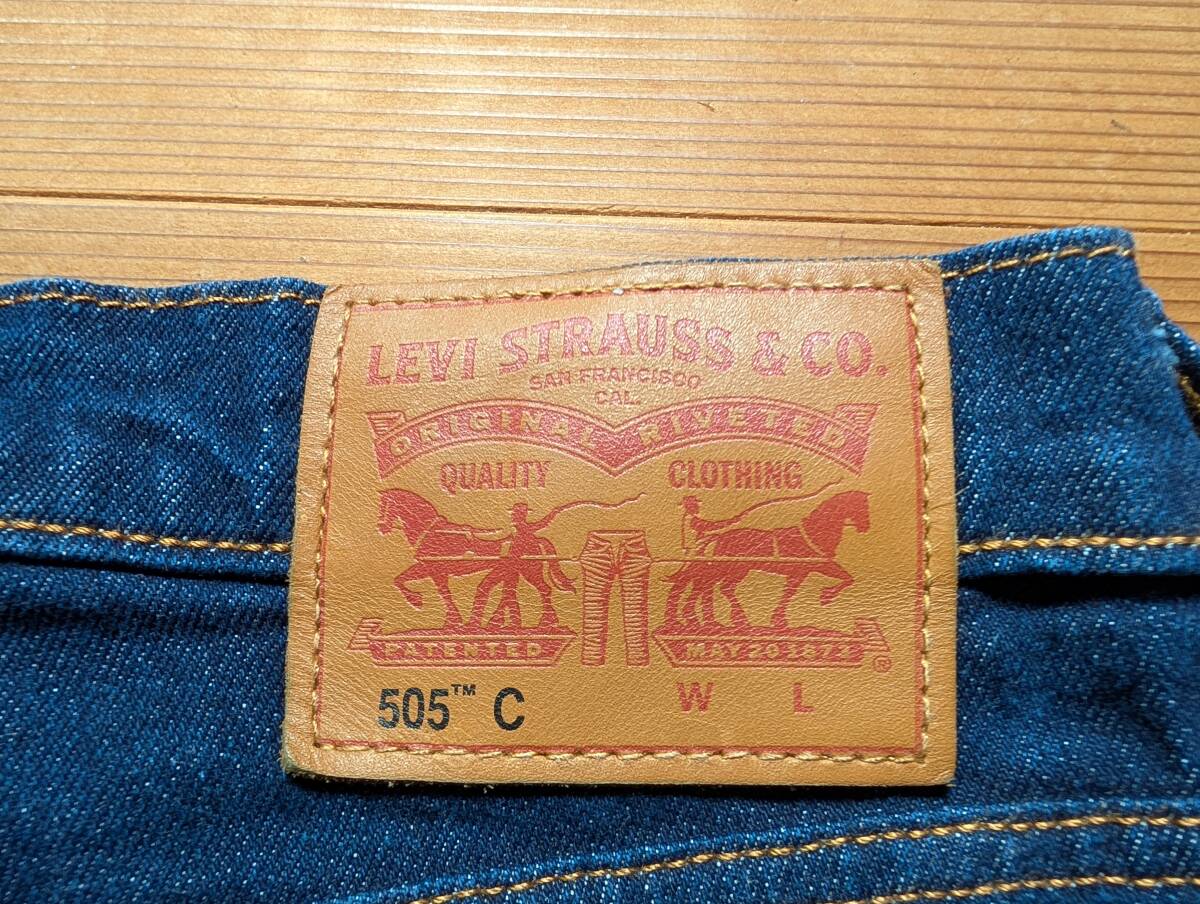 LEVI STRAUSS & CO.
SAN FRANCISCO
CAL.
ORIGINAL RIVETED
QUALITY CLOTHING
PATENTED MAY 20 1873 ®
505™ C W L